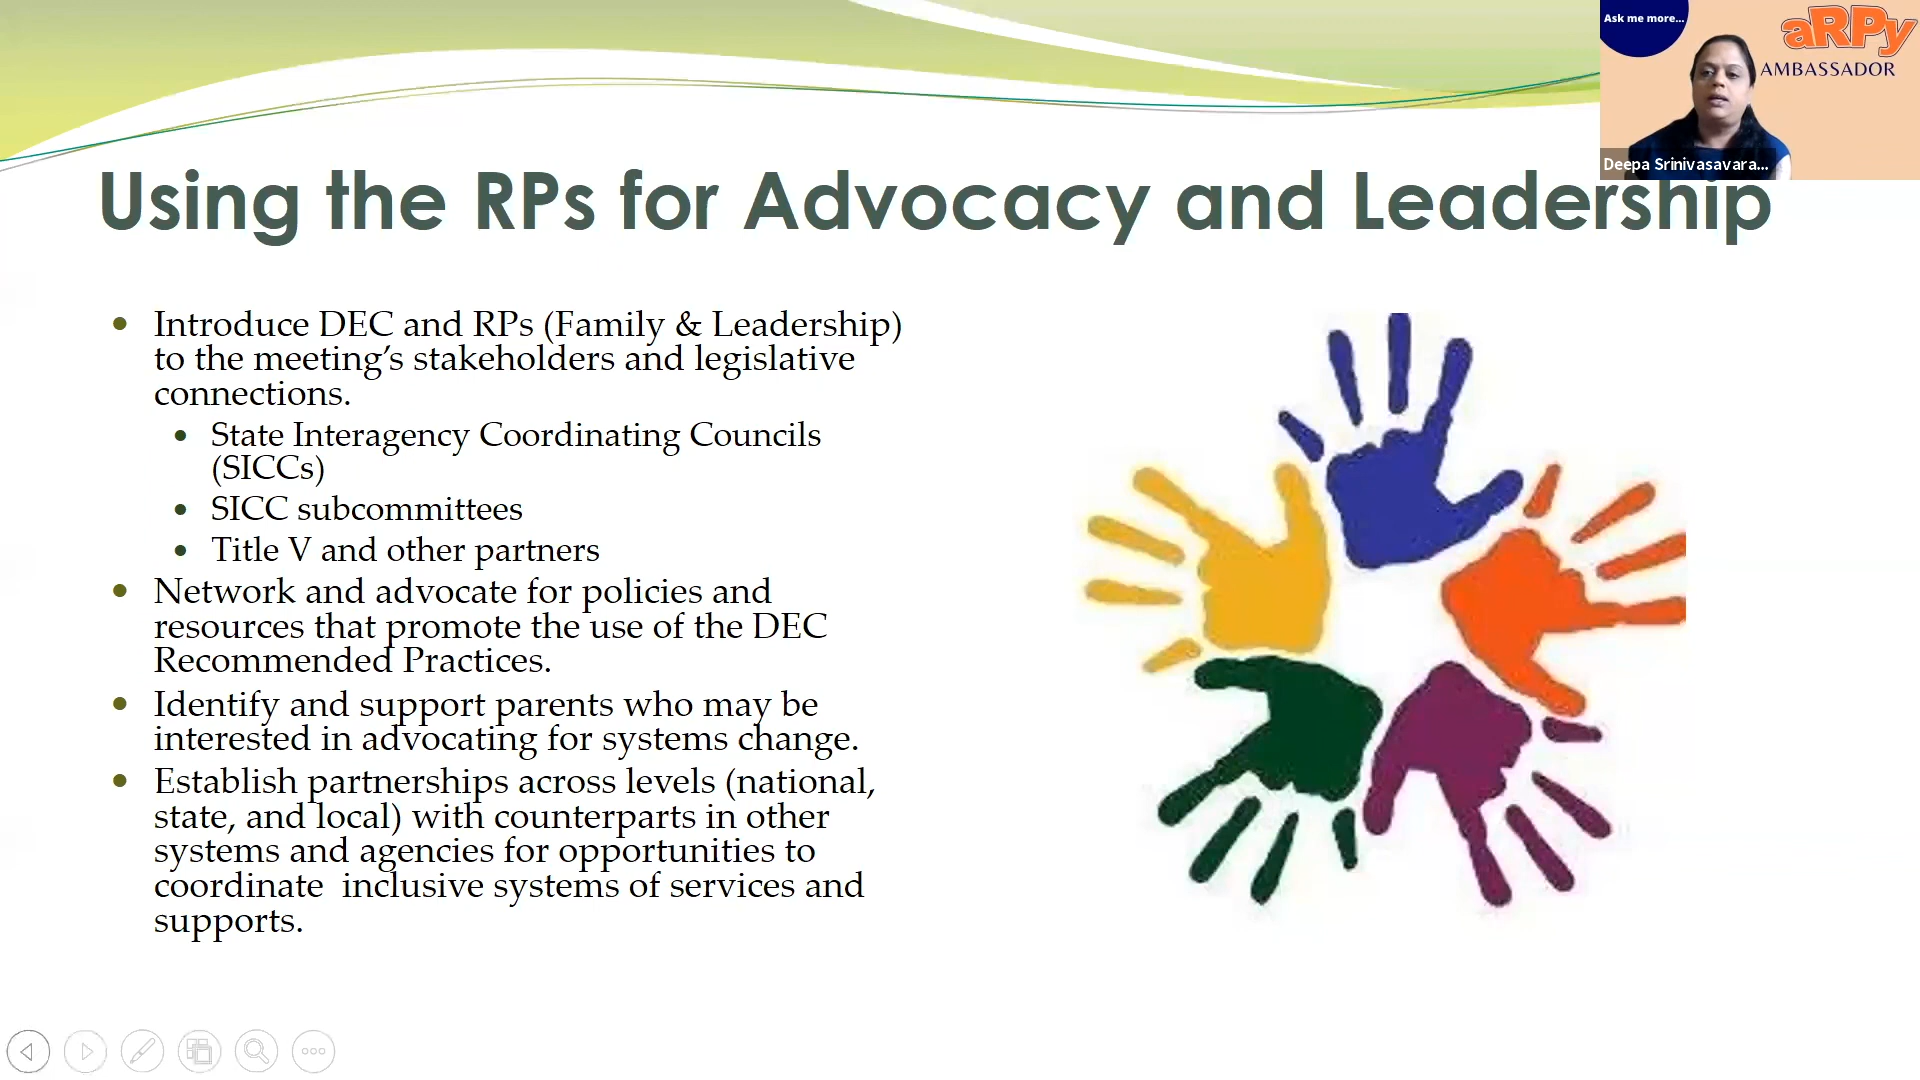 Ask me more...
aRPy
AMBASSADOR
Deepa Srinivasavara...
Using the RPs for Advocacy and Leadership
• Introduce DEC and RPs (Family & Leadership)
to the meeting’s stakeholders and legislative
connections.
• State Interagency Coordinating Councils
(SICCs)
• SICC subcommittees
• Title V and other partners
• Network and advocate for policies and
resources that promote the use of the DEC
Recommended Practices.
• Identify and support parents who may be
interested in advocating for systems change.
• Establish partnerships across levels (national,
state, and local) with counterparts in other
systems and agencies for opportunities to
coordinate  inclusive systems of services and
supports.